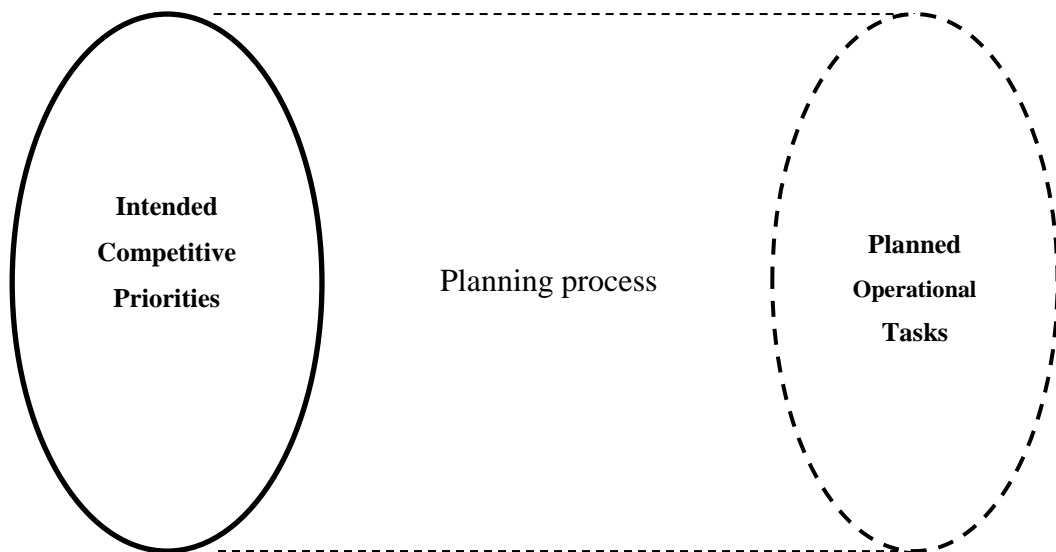 Intended
Competitive
Priorities
Planning process
Planned
Operational
Tasks